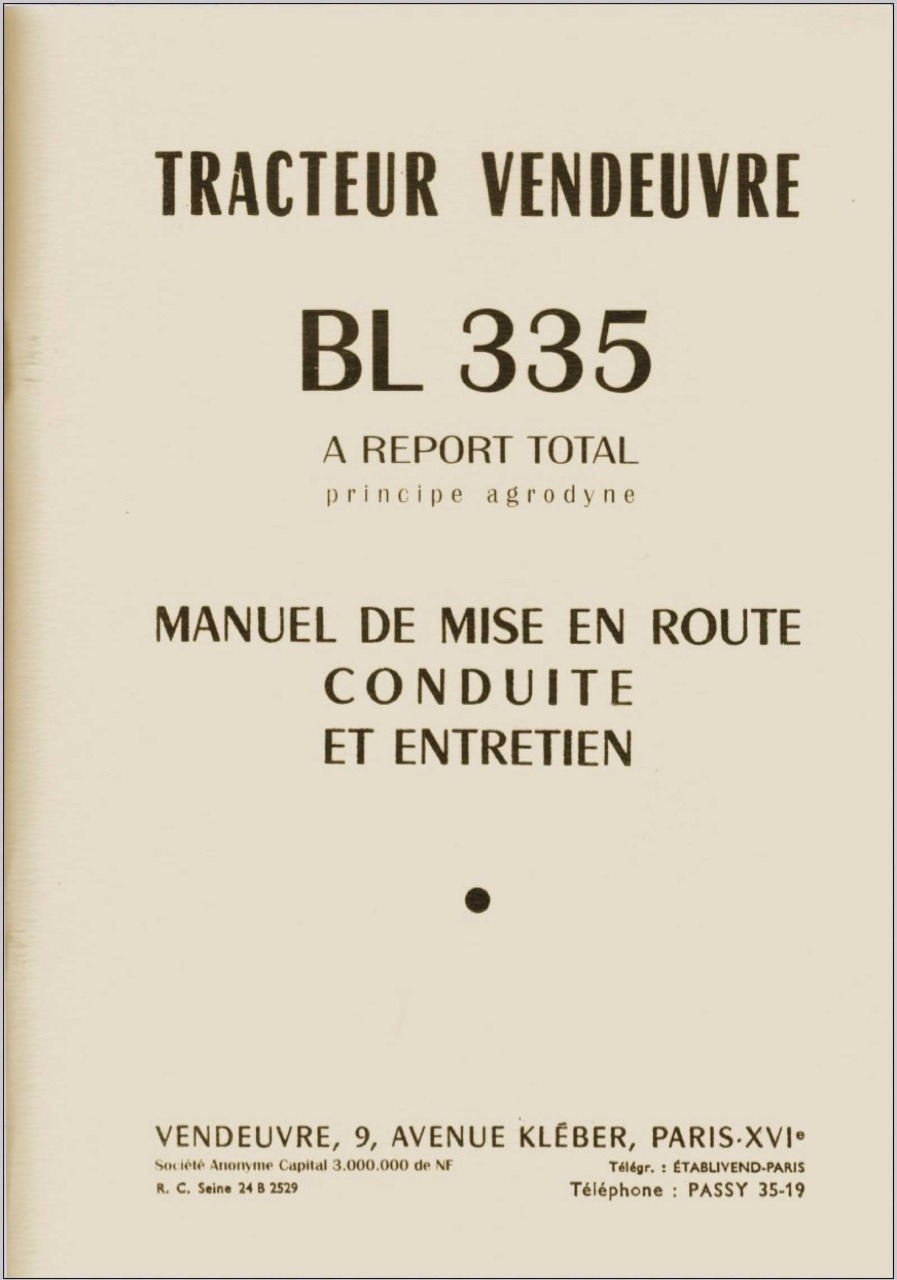 TRACTEUR VENDEUVRE
BL 335
A REPORT TOTAL
principe agrodyne
MANUEL DE MISE EN ROUTE
CONDUITE
ET ENTRETIEN
VENDEUVRE, 9, AVENUE KLÉBER, PARIS-XVIe
Société Anonyme Capital 3.000.000 de NF
Télégr. : ÉTABLIVEND-PARIS
R. C. Seine 24 B 2529
Téléphone : PASSY 35-19